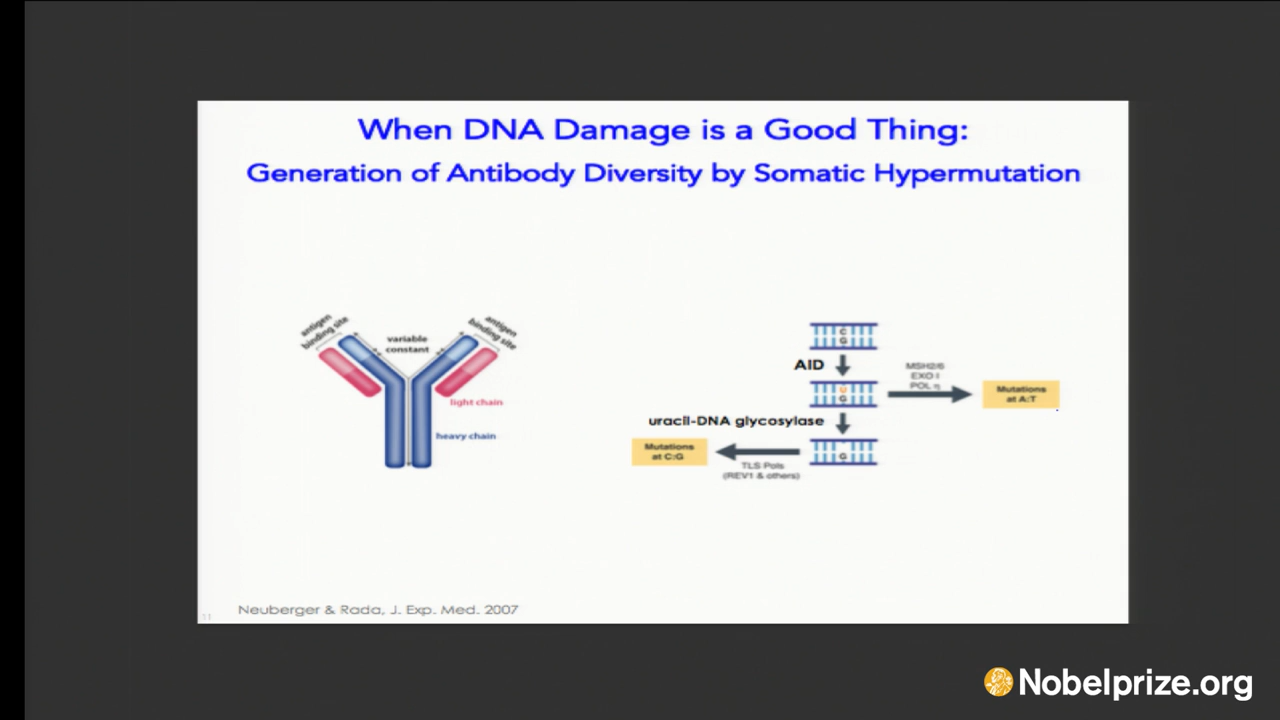 When DNA Damage is a Good Thing:
Generation of Antibody Diversity by Somatic Hypermutation
antigen
binding site
antigen
binding site
variable
constant
light chain
heavy chain
C
G
AID
MSH2/6
EXO I
POL η
U
G
Mutations
at A:T
uracil-DNA glycosylase
Mutations
at C:G
TLS Pols
(REV1 & others)
G
Neuberger & Rada, J. Exp. Med. 2007
11
Nobelprize.org